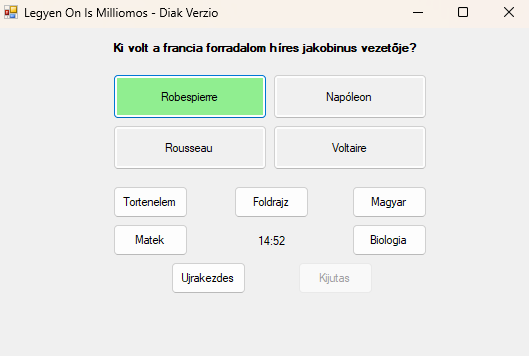 Legyen On Is Milliomos - Diak Verzio
Ki volt a francia forradalom híres jakobinus vezetője?
Robespierre Napóleon
Rousseau Voltaire
Tortenelem Foldrajz Magyar
Matek 14:52 Biologia
Ujrakezdes Kijutas